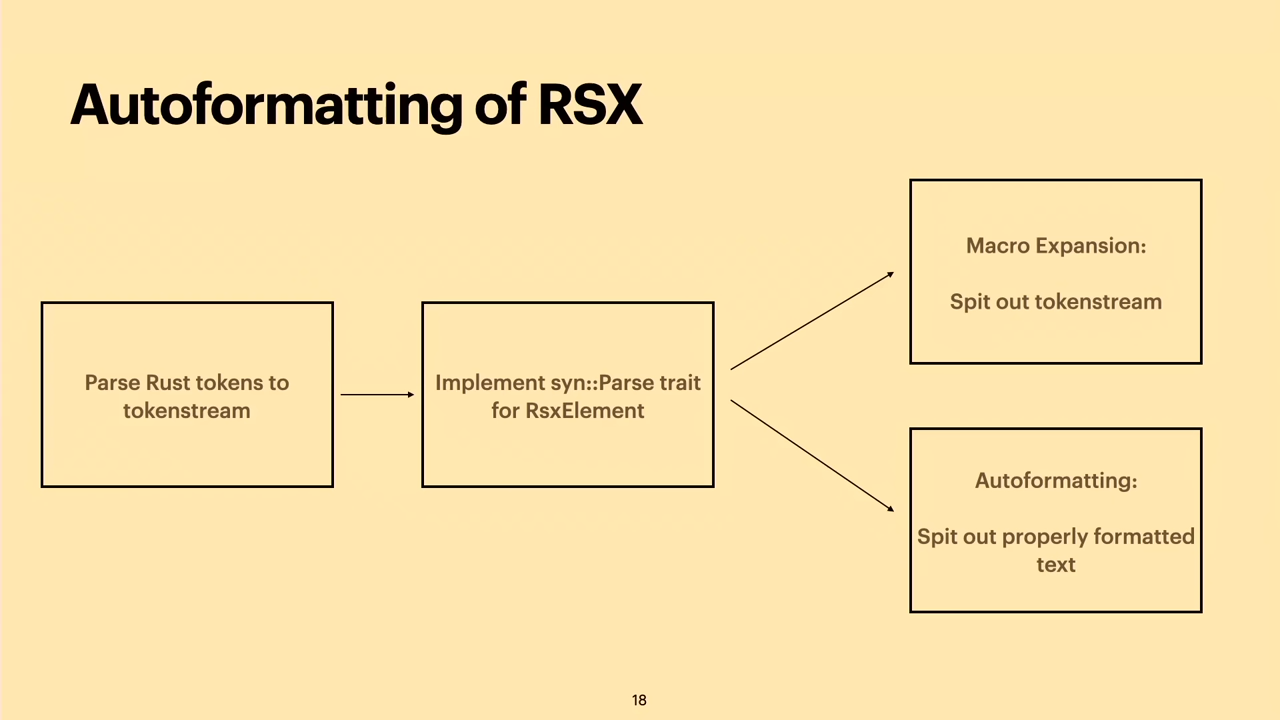 Autoformatting of RSX
Parse Rust tokens to
tokenstream
Implement syn::Parse trait
for RsxElement
Macro Expansion:
Spit out tokenstream
Autoformatting:
Spit out properly formatted
text
18